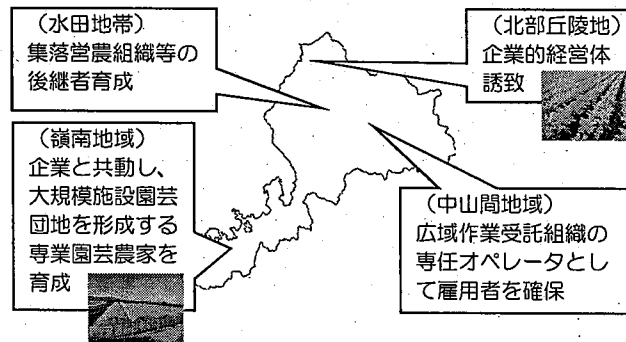 （水田地帯）
集落営農組織等の
後継者育成
（北部丘陵地）
企業的経営体
誘致
（嶺南地域）
企業と共動し、
大規模施設園芸
団地を形成する
専業園芸農家を
育成
（中山間地域）
広域作業受託組織の
専任オペレータとし
て雇用者を確保